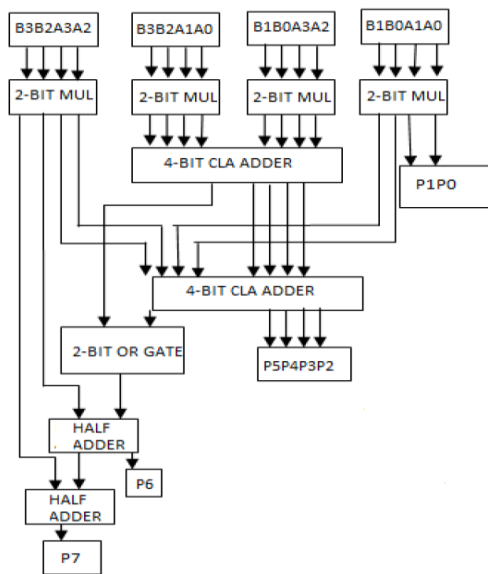 B3B2A3A2
B3B2A1A0
B1B0A3A2
B1B0A1A0
2-BIT MUL
2-BIT MUL
2-BIT MUL
2-BIT MUL
4-BIT CLA ADDER
P1P0
4-BIT CLA ADDER
2-BIT OR GATE
P5P4P3P2
HALF
ADDER
P6
HALF
ADDER
P7